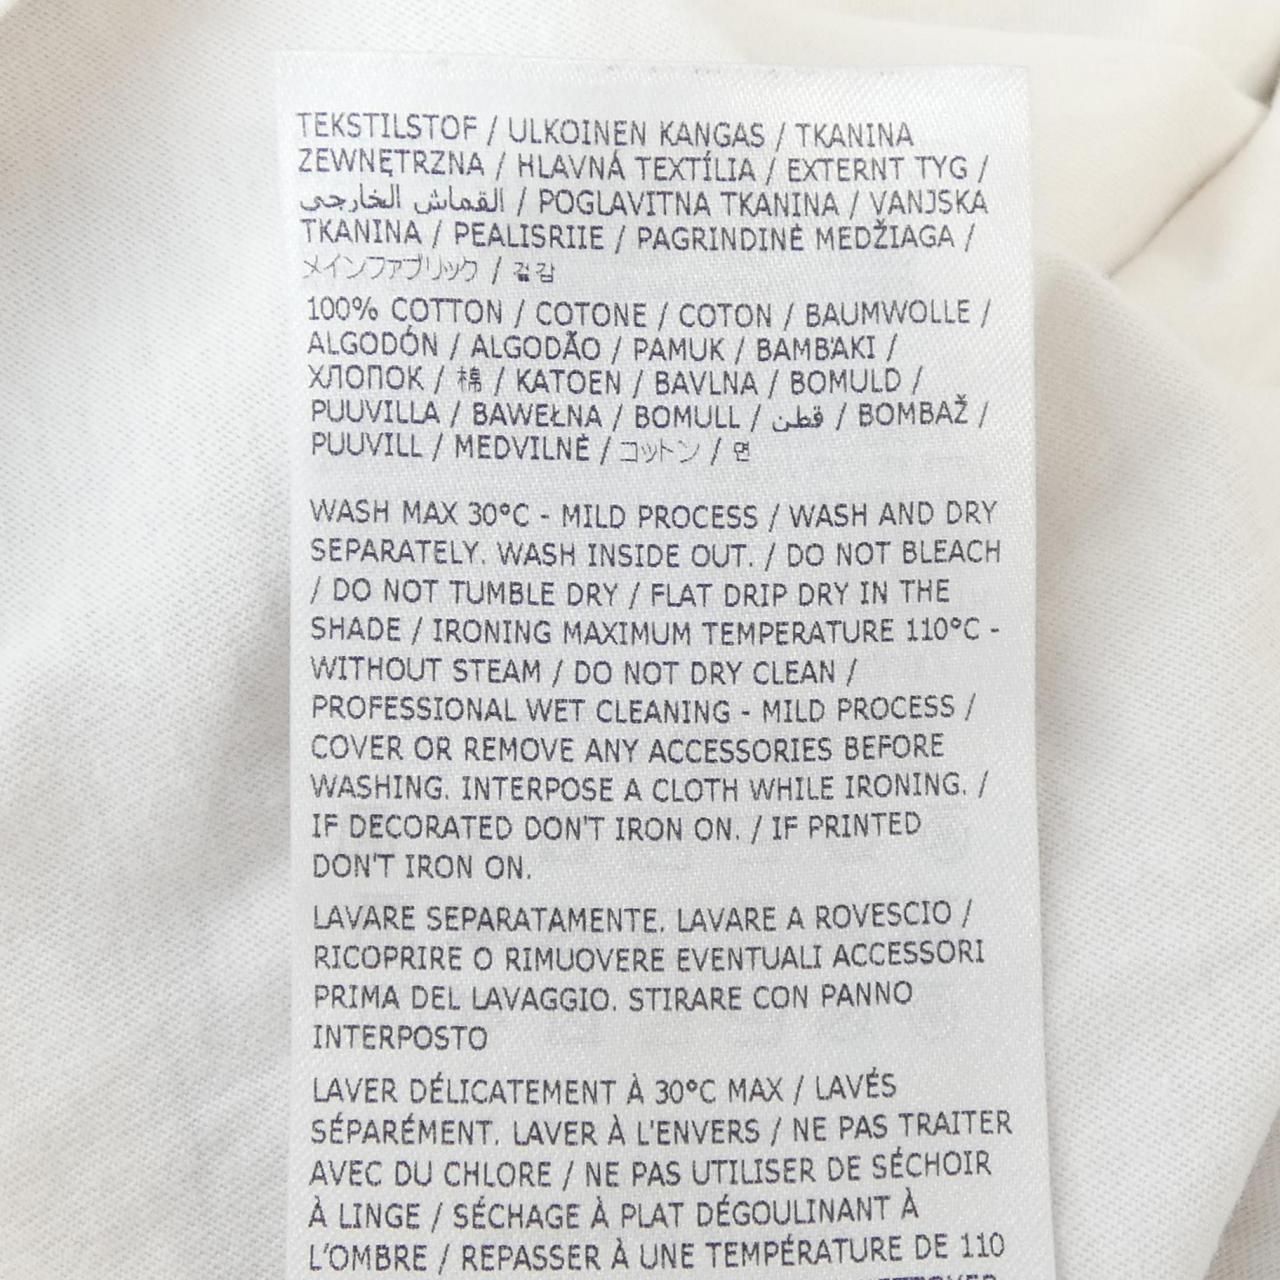 TEKSTILSTOF / ULKOINEN KANGAS / TKANINA
ZEWNĘTRZNA / HLAVNÁ TEXTÍLIA / EXTERNT TYG /
القماش الخارجي / POGLAVITNA TKANINA / VANJSKA
TKANINA / PEALISRIIE / PAGRINDINĖ MEDŽIAGA /
メインファブリック / 겉감
100% COTTON / COTONE / COTON / BAUMWOLLE /
ALGODÓN / ALGODÃO / PAMUK / BAMBAKI /
ХЛОПОК / 棉 / KATOEN / BAVLNA / BOMULD /
PUUVILLA / BAWEŁNA / BOMULL / قطن / BOMBAŽ /
PUUVILL / MEDVILNĖ / コットン / 면
WASH MAX 30°C - MILD PROCESS / WASH AND DRY
SEPARATELY. WASH INSIDE OUT. / DO NOT BLEACH
/ DO NOT TUMBLE DRY / FLAT DRIP DRY IN THE
SHADE / IRONING MAXIMUM TEMPERATURE 110°C -
WITHOUT STEAM / DO NOT DRY CLEAN /
PROFESSIONAL WET CLEANING - MILD PROCESS /
COVER OR REMOVE ANY ACCESSORIES BEFORE
WASHING. INTERPOSE A CLOTH WHILE IRONING. /
IF DECORATED DON'T IRON ON. / IF PRINTED
DON'T IRON ON.
LAVARE SEPARATAMENTE. LAVARE A ROVESCIO /
RICOPRIRE O RIMUOVERE EVENTUALI ACCESSORI
PRIMA DEL LAVAGGIO. STIRARE CON PANNO
INTERPOSTO
LAVER DÉLICATEMENT À 30°C MAX / LAVÉS
SÉPARÉMENT. LAVER À L'ENVERS / NE PAS TRAITER
AVEC DU CHLORE / NE PAS UTILISER DE SÉCHOIR
À LINGE / SÉCHAGE À PLAT DÉGOULINANT À
L'OMBRE / REPASSER À UNE TEMPÉRATURE DE 110